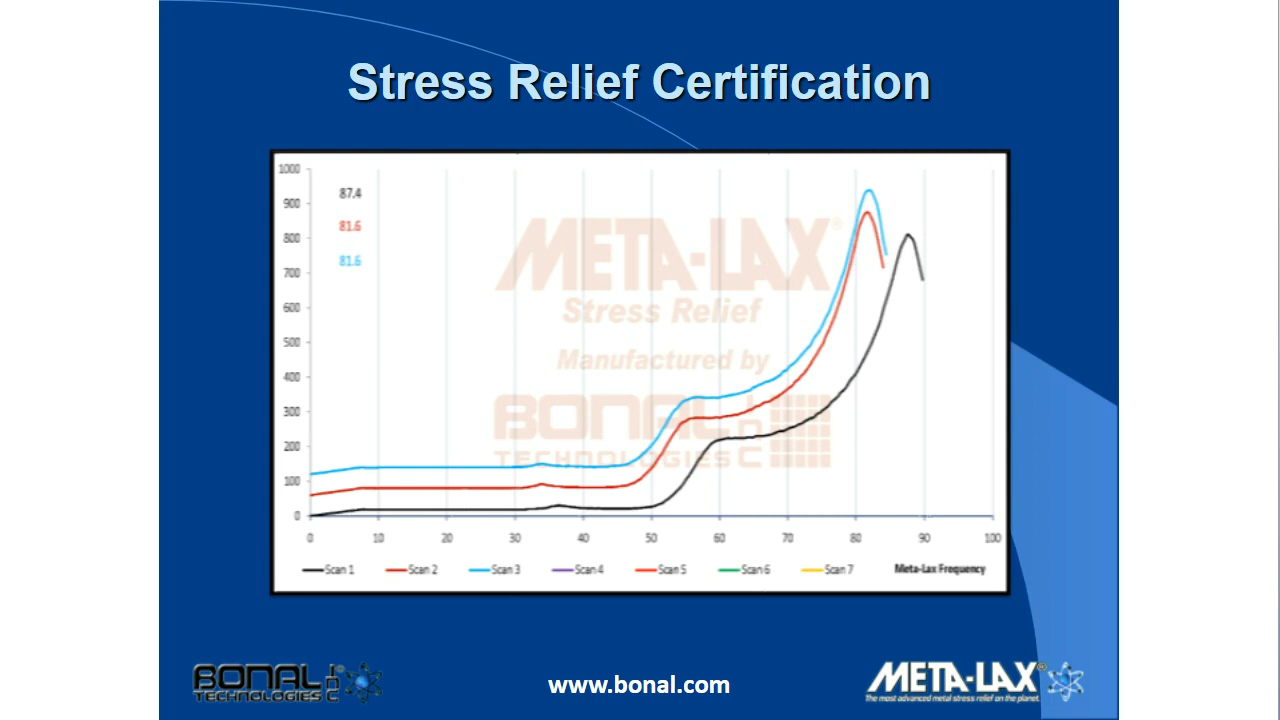 Stress Relief Certification
1000
900
800
700
600
500
400
300
200
100
0
87.4
81.6
81.6
META-LAX®
Stress Relief
Manufactured by
BONAL INC
TECHNOLOGIES
0 10 20 30 40 50 60 70 80 90 100
Scan 1 Scan 2 Scan 3 Scan 4 Scan 5 Scan 6 Scan 7 Meta-Lax Frequency
BONAL INC®
TECHNOLOGIES
www.bonal.com
META-LAX®
The most advanced metal stress relief on the planet.